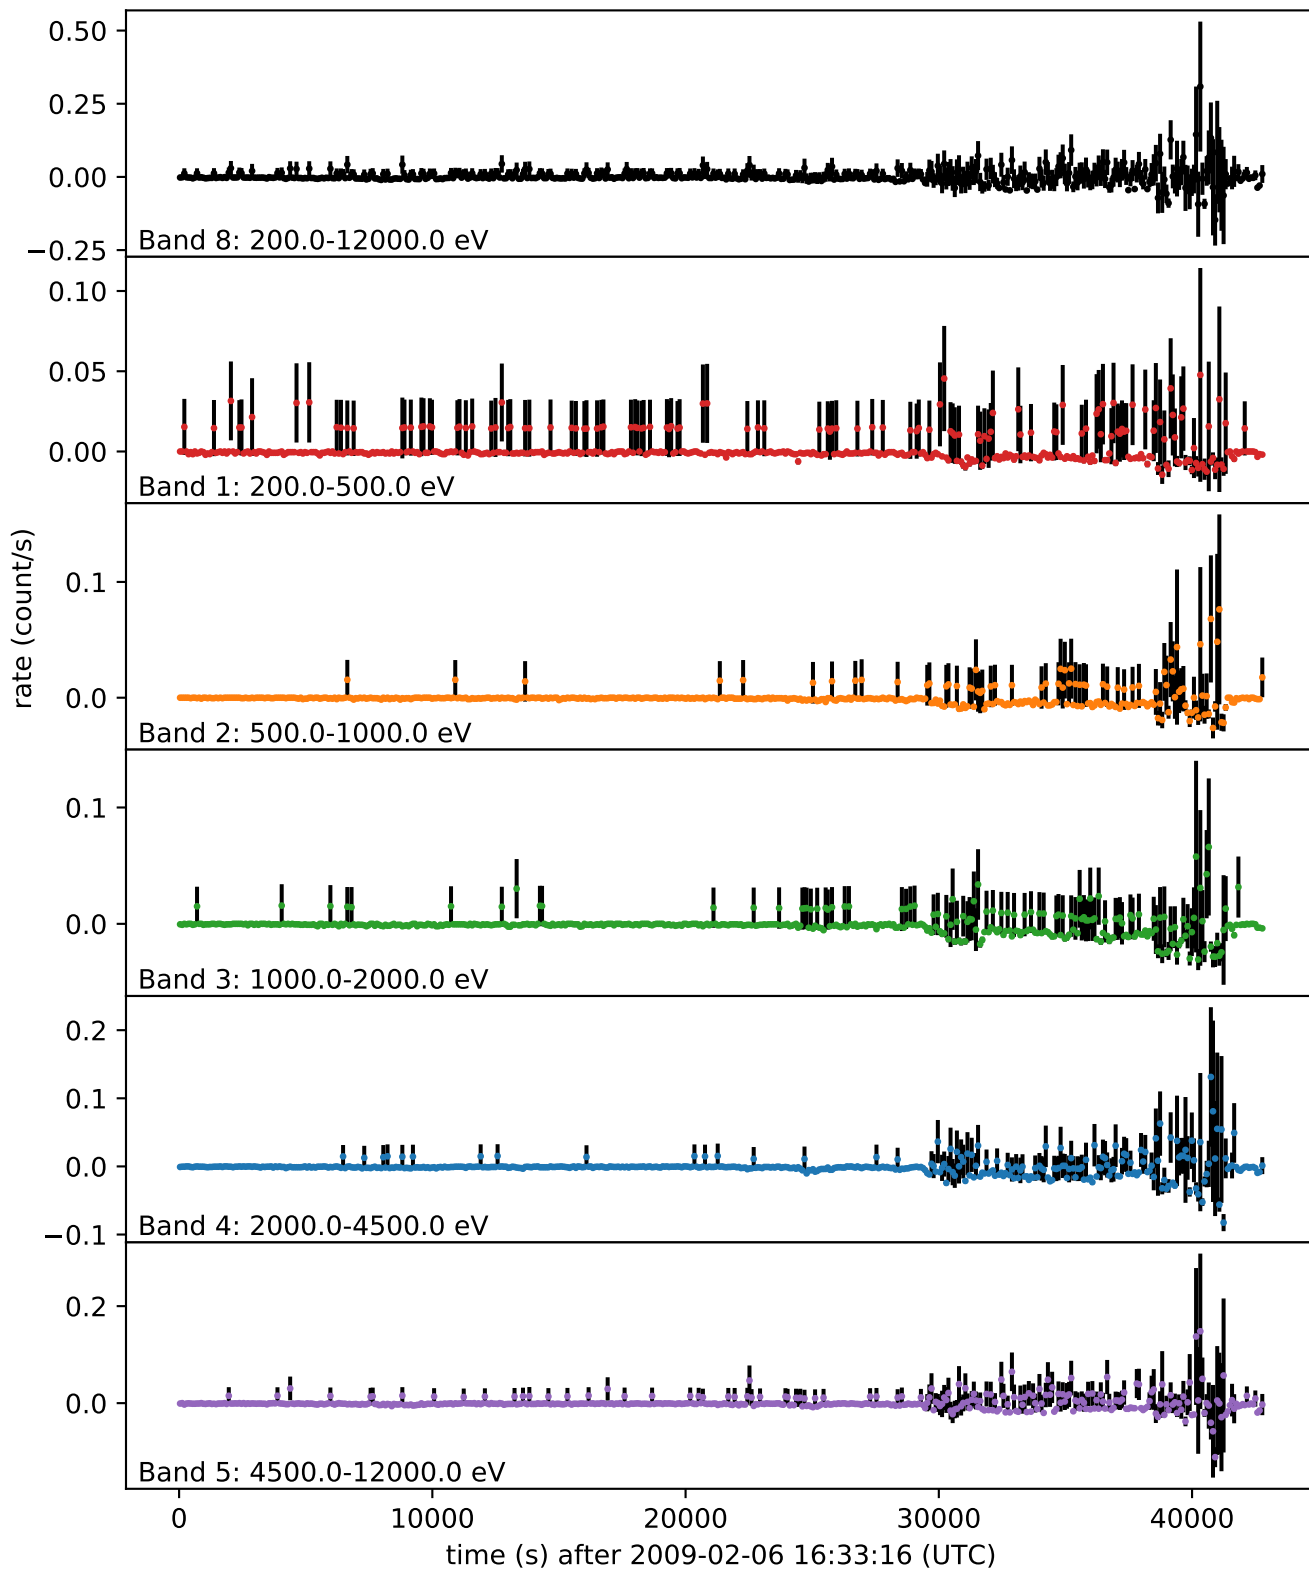 0.50
0.25
0.00
−0.25
Band 8: 200.0-12000.0 eV
0.10
0.05
0.00
Band 1: 200.0-500.0 eV
0.1
0.0
Band 2: 500.0-1000.0 eV
rate (count/s)
0.1
0.0
Band 3: 1000.0-2000.0 eV
0.2
0.1
0.0
−0.1
Band 4: 2000.0-4500.0 eV
0.2
0.0
Band 5: 4500.0-12000.0 eV
0 10000 20000 30000 40000
time (s) after 2009-02-06 16:33:16 (UTC)